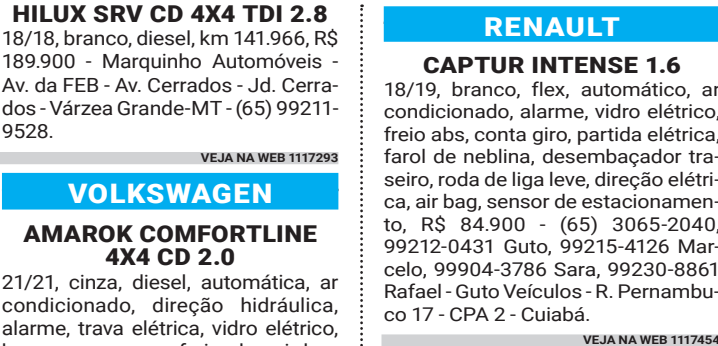 HILUX SRV CD 4X4 TDI 2.8
18/18, branco, diesel, km 141.966, R$
189.900 - Marquinho Automóveis -
Av. da FEB - Av. Cerrados - Jd. Cerra-
dos - Várzea Grande-MT - (65) 99211-
9528.
VEJA NA WEB 1117293
VOLKSWAGEN
AMAROK COMFORTLINE
4X4 CD 2.0
21/21, cinza, diesel, automática, ar
condicionado, direção hidráulica,
alarme, trava elétrica, vidro elétrico,
RENAULT
CAPTUR INTENSE 1.6
18/19, branco, flex, automático, ar
condicionado, alarme, vidro elétrico,
freio abs, conta giro, partida elétrica,
farol de neblina, desembaçador tra-
seiro, roda de liga leve, direção elétri-
ca, air bag, sensor de estacionamen-
to, R$ 84.900 - (65) 3065-2040,
99212-0431 Guto, 99215-4126 Mar-
celo, 99904-3786 Sara, 99230-8861
Rafael - Guto Veículos - R. Pernambu-
co 17 - CPA 2 - Cuiabá.
VEJA NA WEB 1117454